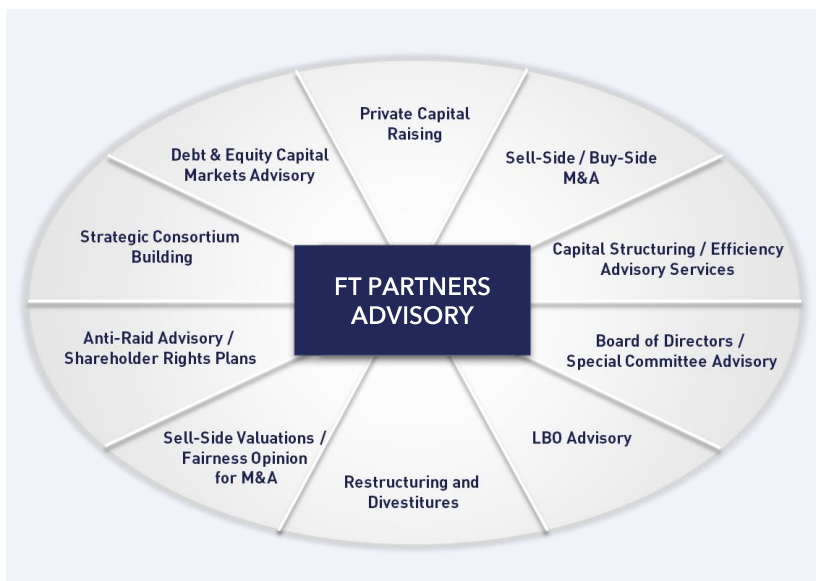 Private Capital
Raising
Sell-Side / Buy-Side
M&A
Capital Structuring / Efficiency
Advisory Services
Board of Directors /
Special Committee Advisory
LBO Advisory
Restructuring and
Divestitures
Sell-Side Valuations /
Fairness Opinion
for M&A
Anti-Raid Advisory /
Shareholder Rights Plans
Strategic Consortium
Building
Debt & Equity Capital
Markets Advisory
FT PARTNERS
ADVISORY